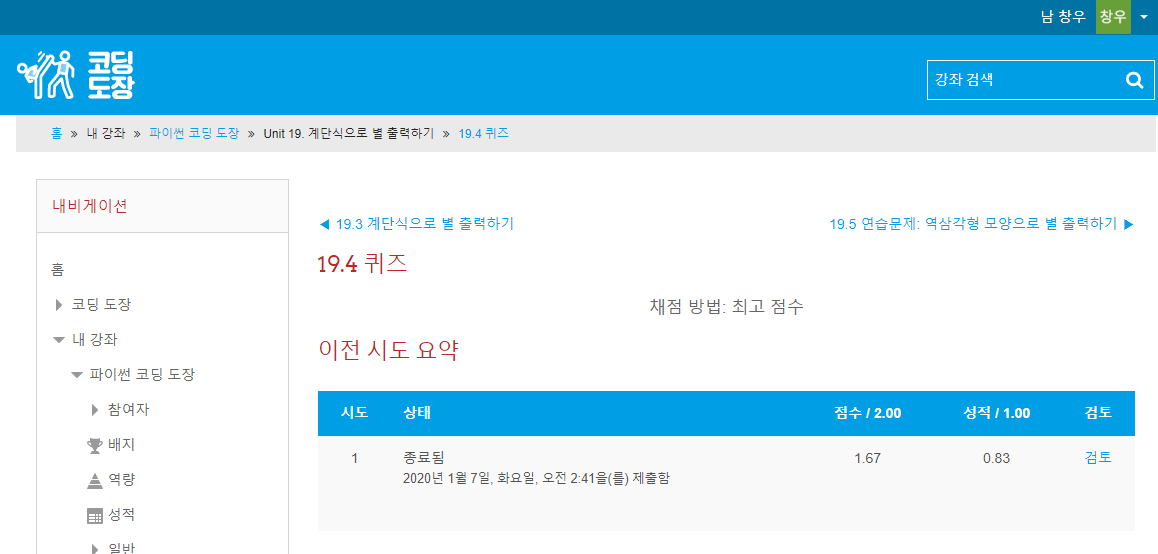 남 창우 창우
코딩
도장
강좌 검색
홈 » 내 강좌 » 파이썬 코딩 도장 » Unit 19. 계단식으로 별 출력하기 » 19.4 퀴즈
내비게이션
홈
코딩 도장
내 강좌
파이썬 코딩 도장
참여자
배지
역량
성적
일반
◀ 19.3 계단식으로 별 출력하기
19.5 연습문제: 역삼각형 모양으로 별 출력하기 ▶
19.4 퀴즈
채점 방법: 최고 점수
이전 시도 요약
시도 상태 점수 / 2.00 성적 / 1.00 검토
1 종료됨 1.67 0.83 검토
2020년 1월 7일, 화요일, 오전 2:41을(를) 제출함